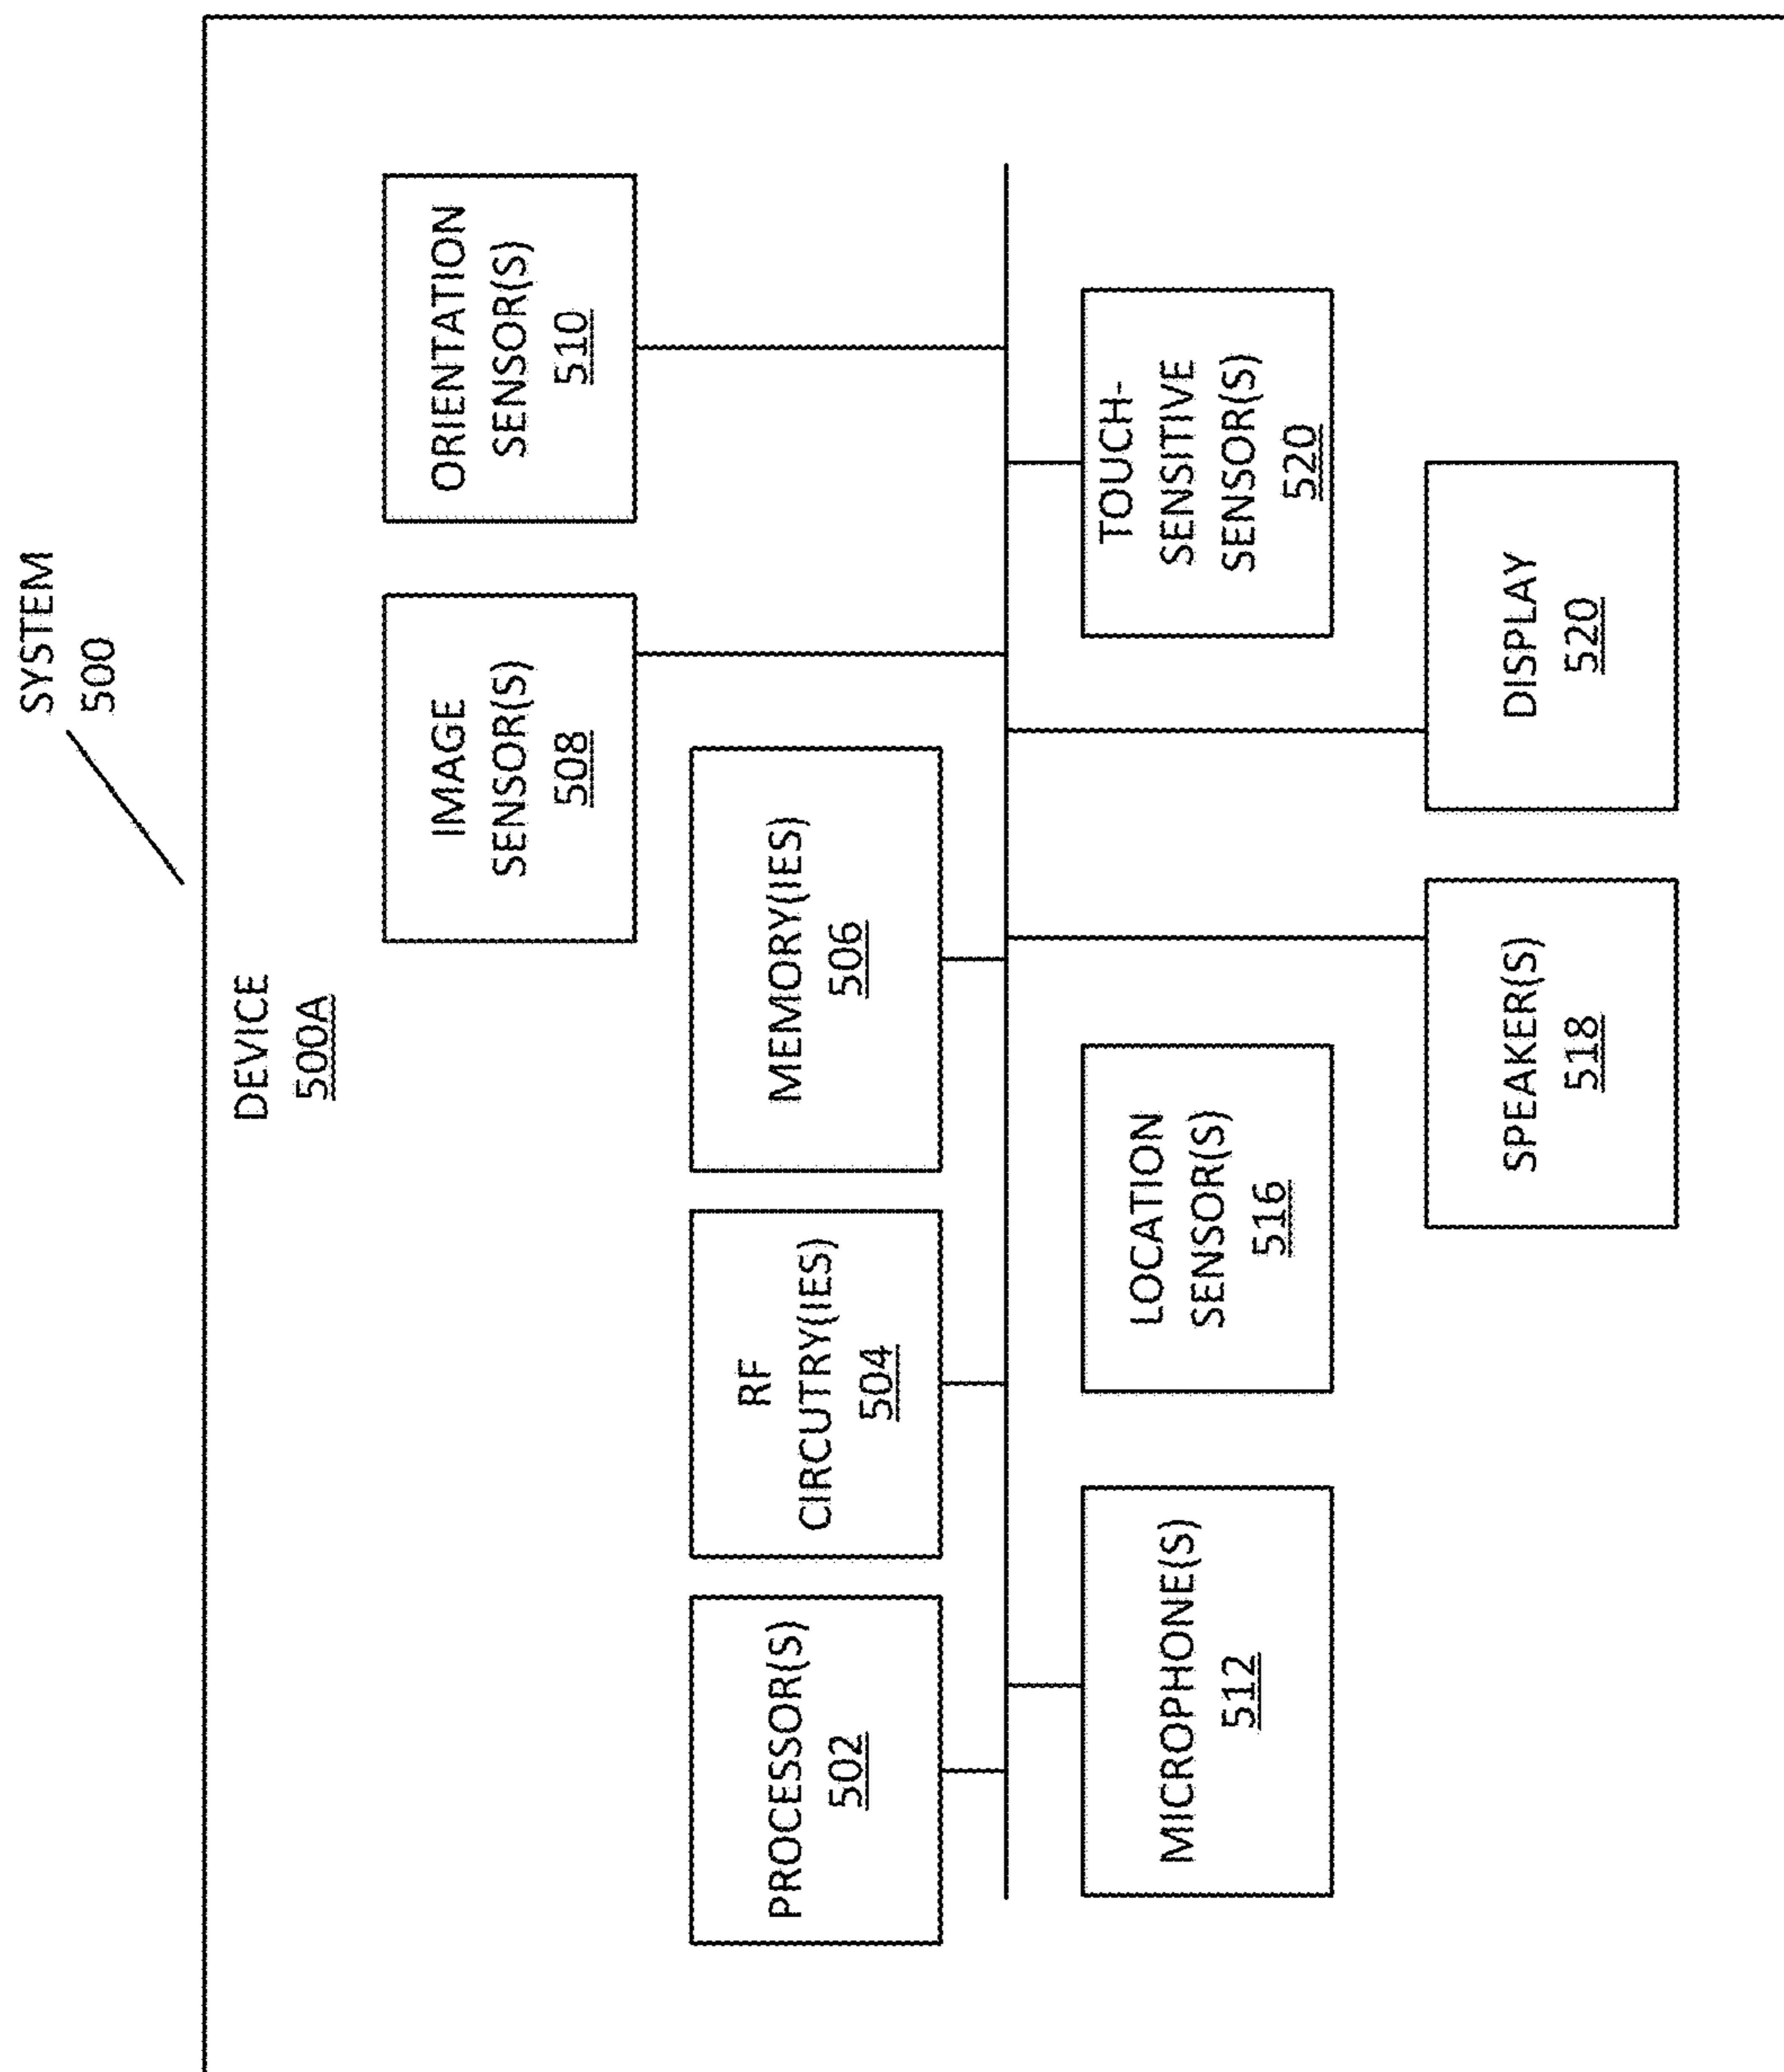 SYSTEM
500
DEVICE
500A
IMAGE
SENSOR(S)
508
ORIENTATION
SENSOR(S)
510
PROCESSOR(S)
502
RF
CIRCUTRY(IES)
504
MEMORY(IES)
506
MICROPHONE(S)
512
LOCATION
SENSOR(S)
516
TOUCH-
SENSITIVE
SENSOR(S)
520
SPEAKER(S)
518
DISPLAY
520